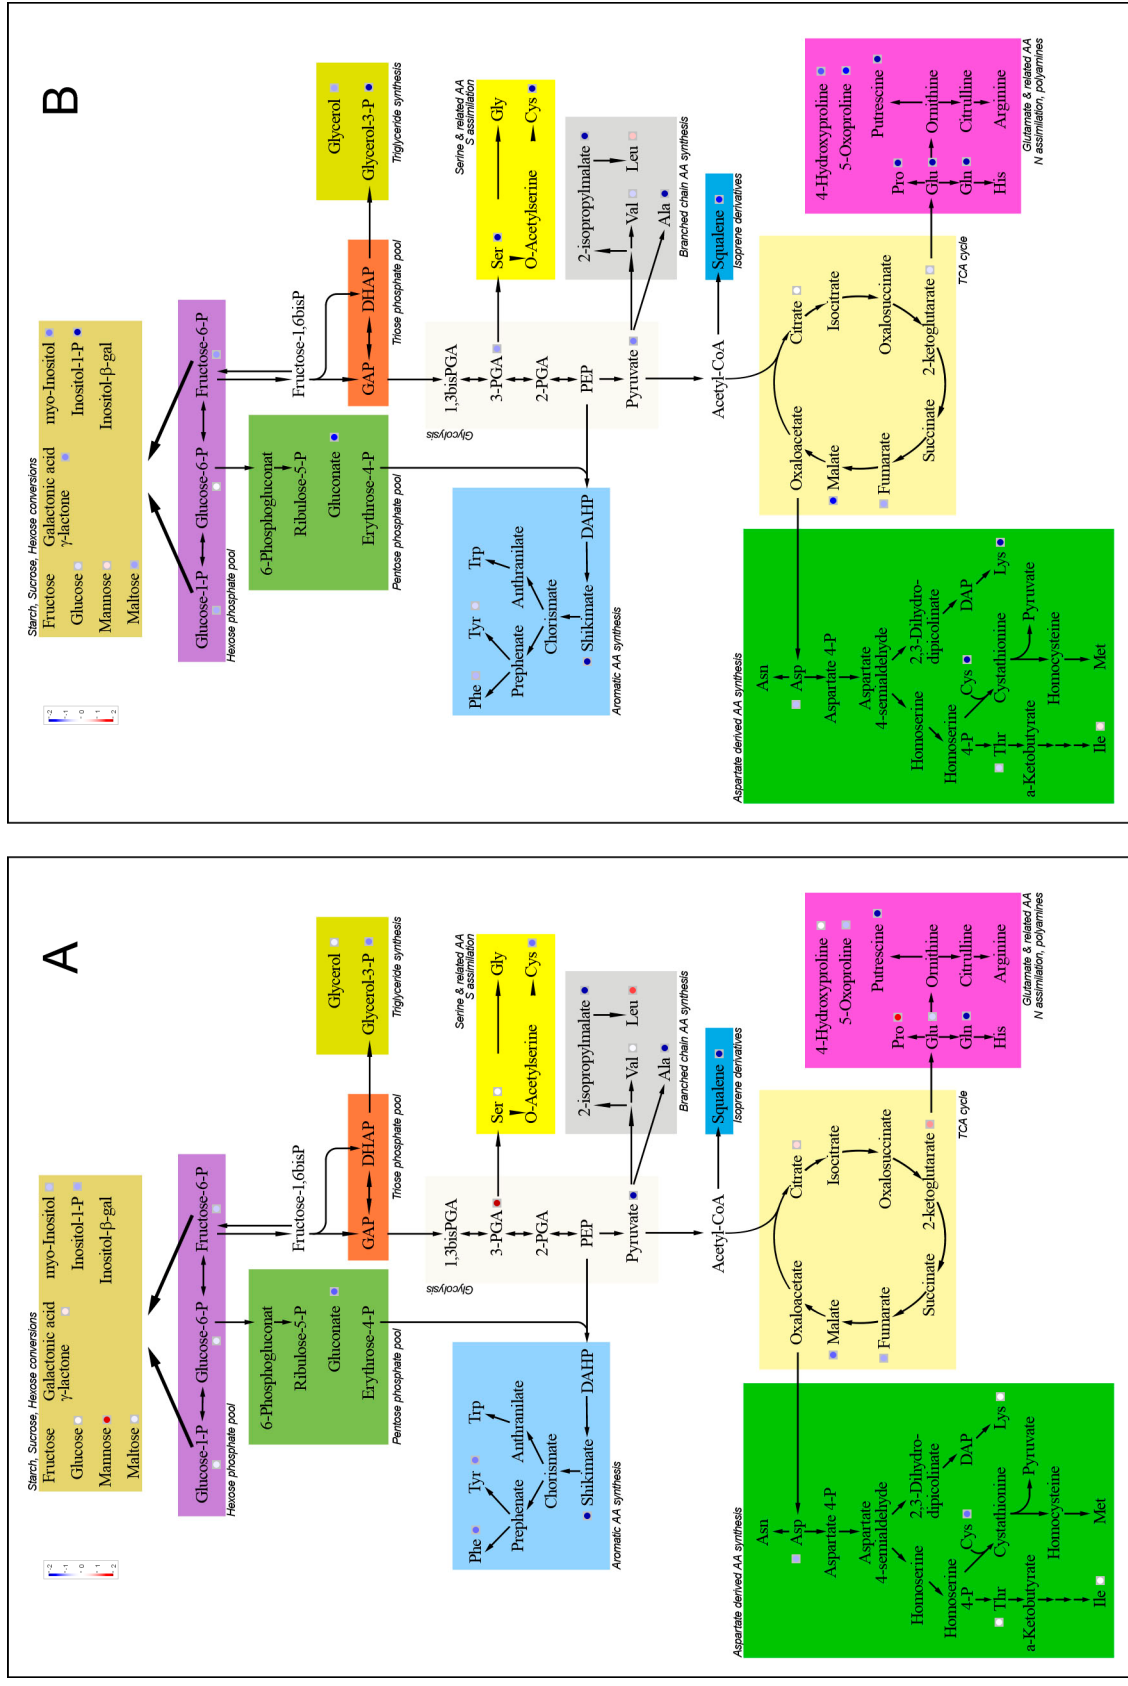 A
-2
-1
0
1
2
Starch, Sucrose, Hexose conversions
Fructose
Glucose
Mannose
Maltose
Galactonic acid
γ-lactone
myo-Inositol
Inositol-1-P
Inositol-β-gal
Glucose-1-P
Glucose-6-P
Fructose-6-P
Hexose phosphate pool
6-Phosphogluconat
Ribulose-5-P
Gluconate
Erythrose-4-P
Pentose phosphate pool
Fructose-1,6bisP
GAP
DHAP
Triose phosphate pool
Glycerol
Glycerol-3-P
Triglyceride synthesis
Glycolysis
1,3bisPGA
3-PGA
2-PGA
PEP
Pyruvate
Serine & related AA
S assimilation
Ser
Gly
O-Acetylserine
Cys
2-isopropylmalate
Val
Leu
Ala
Branched chain AA synthesis
Phe
Tyr
Trp
Prephenate
Anthranilate
Chorismate
Shikimate
DAHP
Aromatic AA synthesis
Acetyl-CoA
Squalene
Isoprene derivatives
Oxaloacetate
Citrate
Isocitrate
Oxalosuccinate
2-ketoglutarate
Succinate
Fumarate
Malate
TCA cycle
4-Hydroxyproline
5-Oxoproline
Putrescine
Pro
Glu
Ornithine
Gln
Citrulline
His
Arginine
Glutamate & related AA
N assimilation, polyamines
Aspartate derived AA synthesis
Asn
Asp
Aspartate 4-P
Aspartate
4-semialdehyde
Homoserine
2,3-Dihydro-
dipicolinate
Homoserine
4-P
Cys
DAP
Lys
Thr
Cystathionine
a-Ketobutyrate
Pyruvate
Homocysteine
Ile
Met
B
-2
-1
0
1
2
Starch, Sucrose, Hexose conversions
Fructose
Glucose
Mannose
Maltose
Galactonic acid
γ-lactone
myo-Inositol
Inositol-1-P
Inositol-β-gal
Glucose-1-P
Glucose-6-P
Fructose-6-P
Hexose phosphate pool
6-Phosphogluconat
Ribulose-5-P
Gluconate
Erythrose-4-P
Pentose phosphate pool
Fructose-1,6bisP
GAP
DHAP
Triose phosphate pool
Glycerol
Glycerol-3-P
Triglyceride synthesis
Glycolysis
1,3bisPGA
3-PGA
2-PGA
PEP
Pyruvate
Serine & related AA
S assimilation
Ser
Gly
O-Acetylserine
Cys
2-isopropylmalate
Val
Leu
Ala
Branched chain AA synthesis
Phe
Tyr
Trp
Prephenate
Anthranilate
Chorismate
Shikimate
DAHP
Aromatic AA synthesis
Acetyl-CoA
Squalene
Isoprene derivatives
Oxaloacetate
Citrate
Isocitrate
Oxalosuccinate
2-ketoglutarate
Succinate
Fumarate
Malate
TCA cycle
4-Hydroxyproline
5-Oxoproline
Putrescine
Pro
Glu
Ornithine
Gln
Citrulline
His
Arginine
Glutamate & related AA
N assimilation, polyamines
Aspartate derived AA synthesis
Asn
Asp
Aspartate 4-P
Aspartate
4-semialdehyde
Homoserine
2,3-Dihydro-
dipicolinate
Homoserine
4-P
Cys
DAP
Lys
Thr
Cystathionine
a-Ketobutyrate
Pyruvate
Homocysteine
Ile
Met